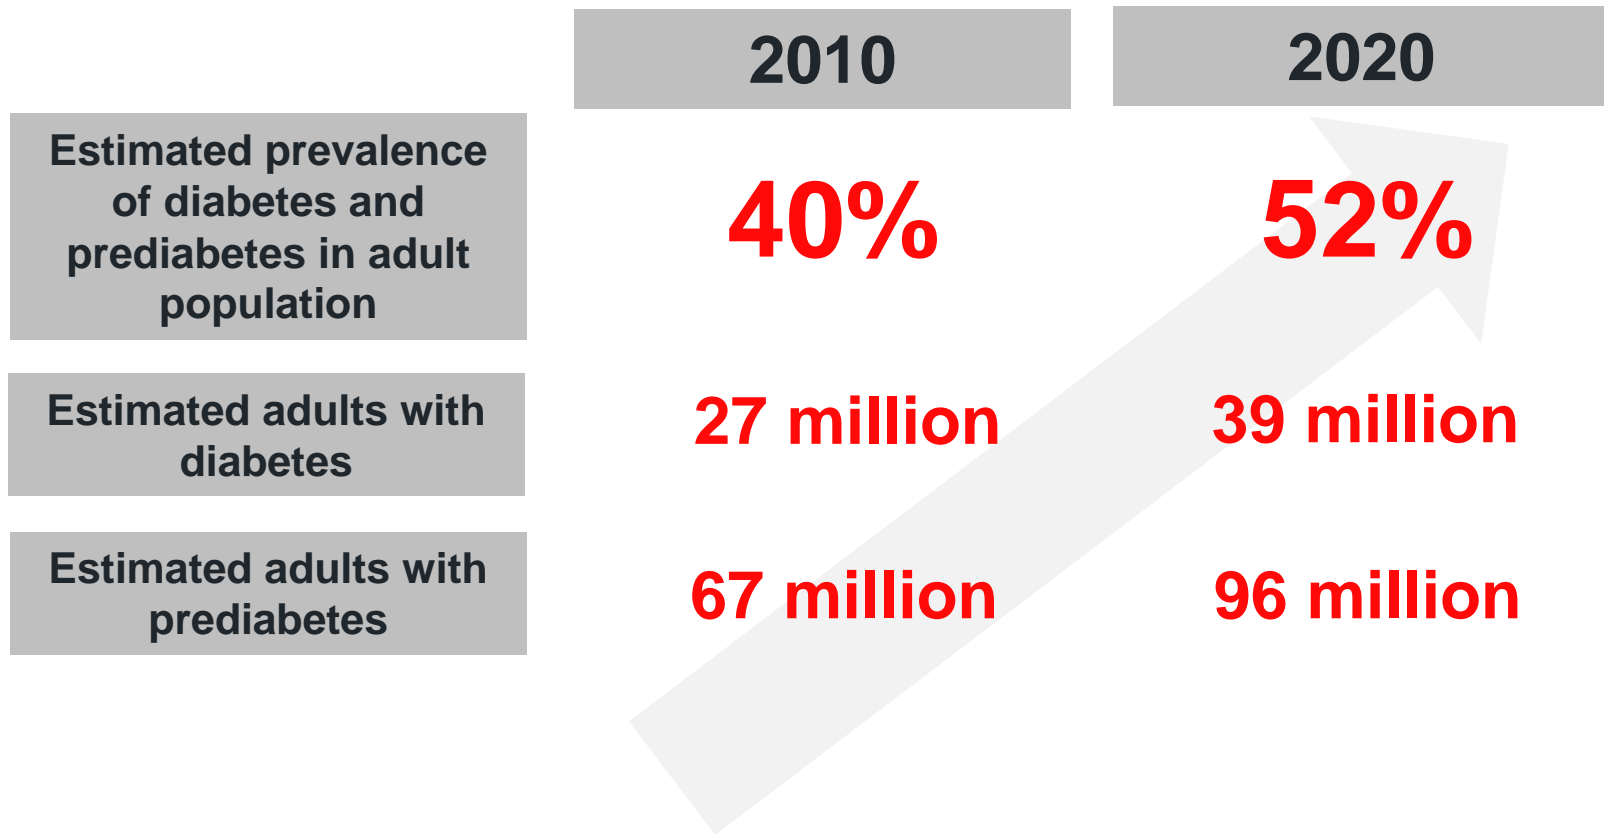 2010
2020
Estimated prevalence
of diabetes and
prediabetes in adult
population
40%
52%
Estimated adults with
diabetes
27 million
39 million
Estimated adults with
prediabetes
67 million
96 million